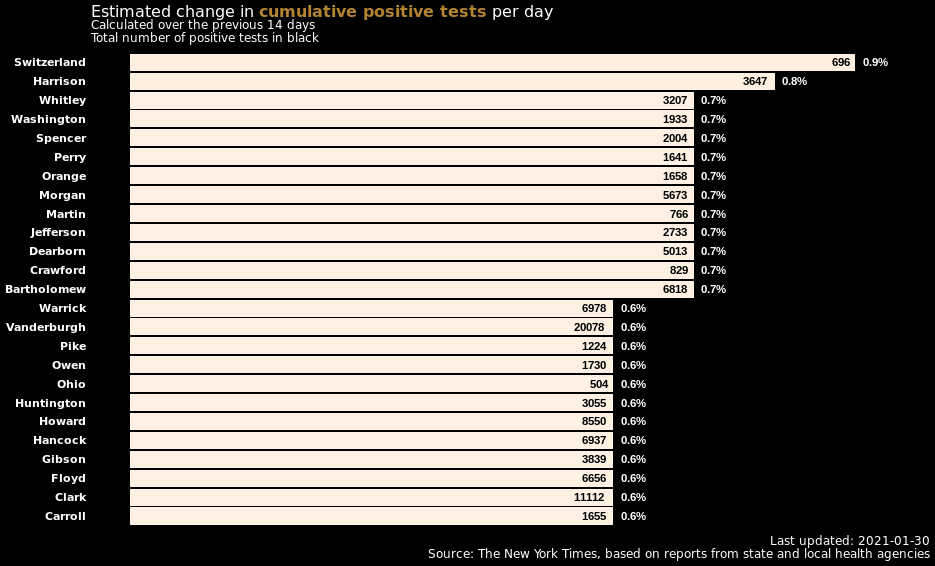 Estimated change in cumulative positive tests per day
Calculated over the previous 14 days
Total number of positive tests in black
Switzerland 696 0.9%
Harrison 3647 0.8%
Whitley 3207 0.7%
Washington 1933 0.7%
Spencer 2004 0.7%
Perry 1641 0.7%
Orange 1658 0.7%
Morgan 5673 0.7%
Martin 766 0.7%
Jefferson 2733 0.7%
Dearborn 5013 0.7%
Crawford 829 0.7%
Bartholomew 6818 0.7%
Warrick 6978 0.6%
Vanderburgh 20078 0.6%
Pike 1224 0.6%
Owen 1730 0.6%
Ohio 504 0.6%
Huntington 3055 0.6%
Howard 8550 0.6%
Hancock 6937 0.6%
Gibson 3839 0.6%
Floyd 6656 0.6%
Clark 11112 0.6%
Carroll 1655 0.6%
Last updated: 2021-01-30
Source: The New York Times, based on reports from state and local health agencies